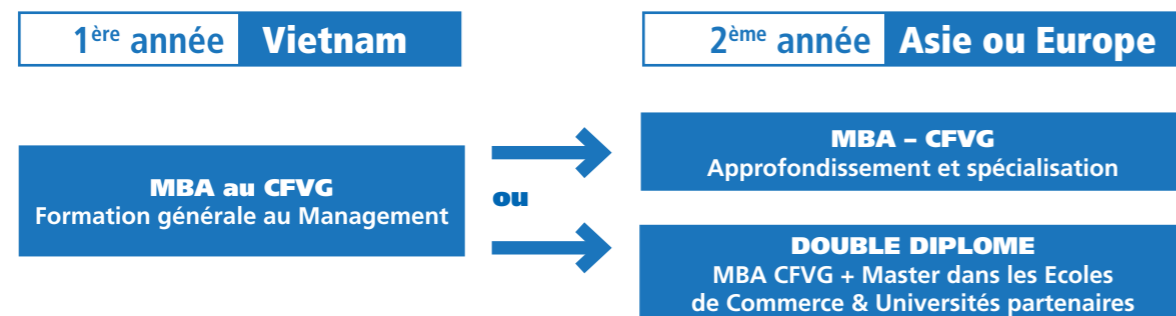 1ère année Vietnam
2ème année Asie ou Europe
MBA au CFVG
Formation générale au Management
ou
MBA – CFVG
Approfondissement et spécialisation
DOUBLE DIPLOME
MBA CFVG + Master dans les Ecoles
de Commerce & Universités partenaires